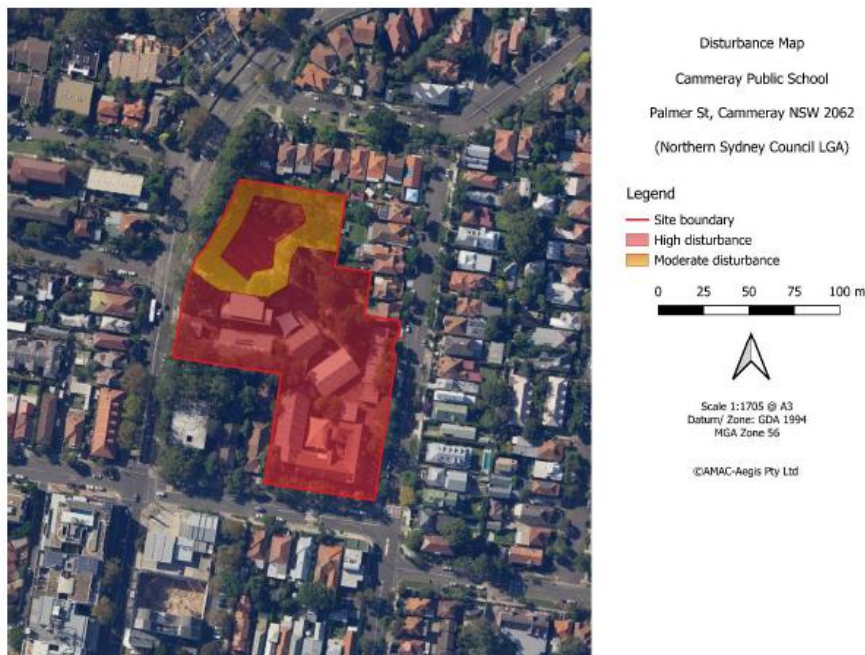 Disturbance Map
Cammeray Public School
Palmer St, Cammeray NSW 2062
(Northern Sydney Council LGA)
Legend
Site boundary
High disturbance
Moderate disturbance
0 25 50 75 100 m
Scale 1:1705 @ A3
Datum/ Zone: GDA 1994
MGA Zone 56
©AMAC-Aegis Pty Ltd